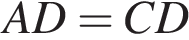 AD = CD